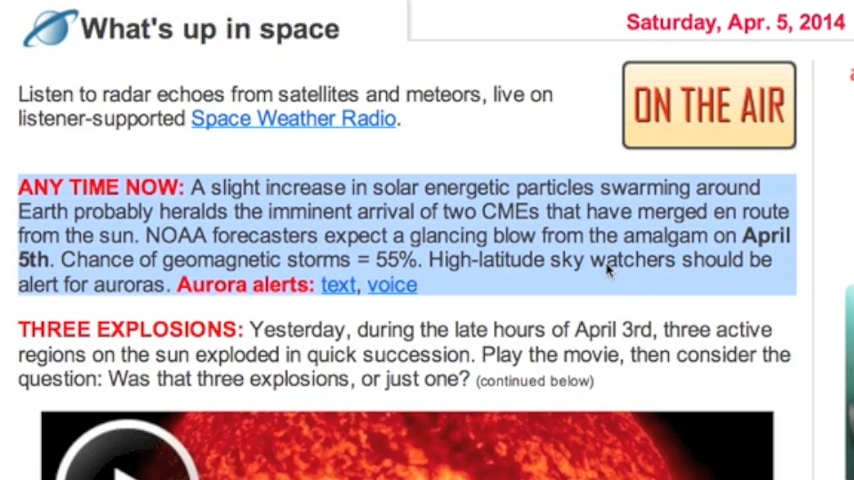 What's up in space
Saturday, Apr. 5, 2014
Listen to radar echoes from satellites and meteors, live on
listener-supported Space Weather Radio.
ON THE AIR
ANY TIME NOW: A slight increase in solar energetic particles swarming around
Earth probably heralds the imminent arrival of two CMEs that have merged en route
from the sun. NOAA forecasters expect a glancing blow from the amalgam on April
5th. Chance of geomagnetic storms = 55%. High-latitude sky watchers should be
alert for auroras. Aurora alerts: text, voice
THREE EXPLOSIONS: Yesterday, during the late hours of April 3rd, three active
regions on the sun exploded in quick succession. Play the movie, then consider the
question: Was that three explosions, or just one? (continued below)